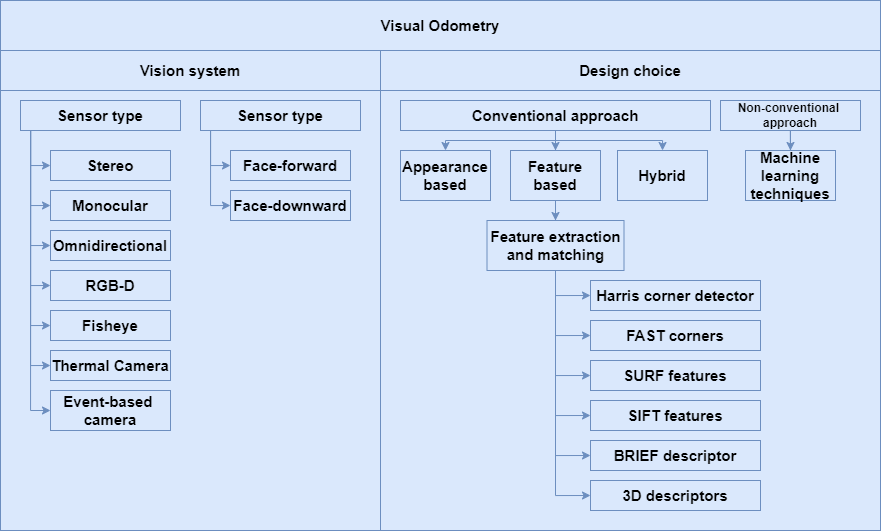 Visual Odometry
Vision system
Design choice
Sensor type
Stereo
Monocular
Omnidirectional
RGB-D
Fisheye
Thermal Camera
Event-based
camera
Sensor type
Face-forward
Face-downward
Conventional approach
Appearance
based
Feature
based
Hybrid
Feature extraction
and matching
Harris corner detector
FAST corners
SURF features
SIFT features
BRIEF descriptor
3D descriptors
Non-conventional
approach
Machine
learning
techniques